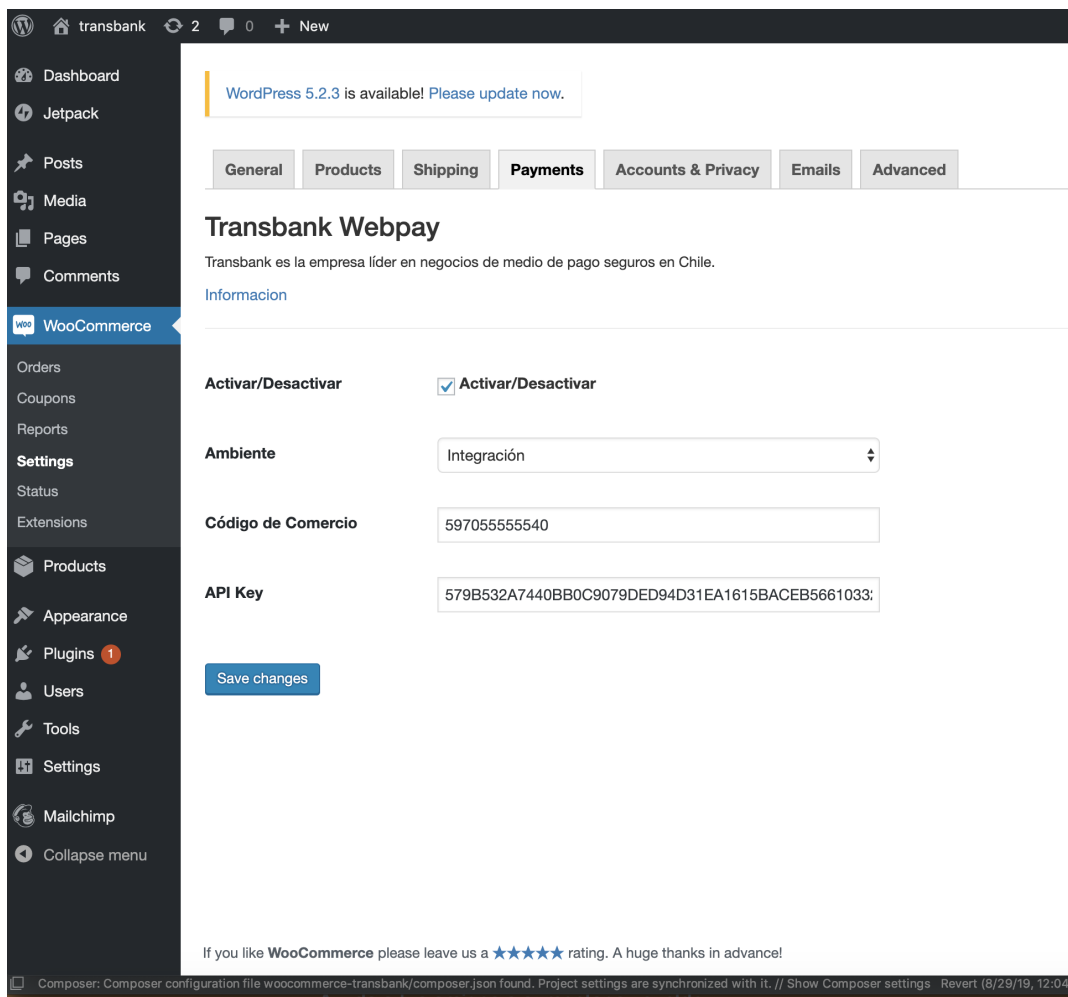 transbank 2 0 New
Dashboard
Jetpack
Posts
Media
Pages
Comments
WooCommerce
Orders
Coupons
Reports
Settings
Status
Extensions
Products
Appearance
Plugins 1
Users
Tools
Settings
Mailchimp
Collapse menu
WordPress 5.2.3 is available! Please update now.
General Products Shipping Payments Accounts & Privacy Emails Advanced
Transbank Webpay
Transbank es la empresa líder en negocios de medio de pago seguros en Chile.
Informacion
Activar/Desactivar Activar/Desactivar
Ambiente Integración
Código de Comercio 597055555540
API Key 579B532A7440BB0C9079DED94D31EA1615BACEB56610332
Save changes
If you like WooCommerce please leave us a ★★★★★ rating. A huge thanks in advance!
Composer: Composer configuration file woocommerce-transbank/composer.json found. Project settings are synchronized with it. // Show Composer settings Revert (8/29/19, 12:04